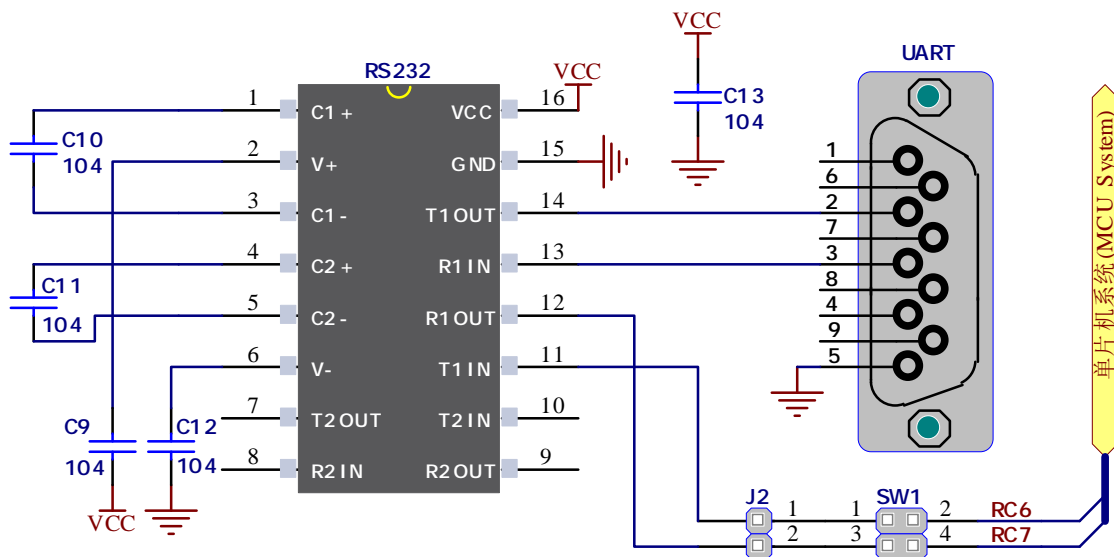 RS232
1 C1+ VCC 16 VCC
2 V+ GND 15
3 C1- T1OUT 14
4 C2+ R1IN 13
5 C2- R1OUT 12
6 V- T1IN 11
7 T2OUT T2IN 10
8 R2IN R2OUT 9
C10
104
C11
104
C9
104
VCC
C12
104
VCC
C13
104
UART
1
6
2
7
3
8
4
9
5
J2
1
2
SW1
1 2
3 4
RC6
RC7
单片机系统(MCU System)